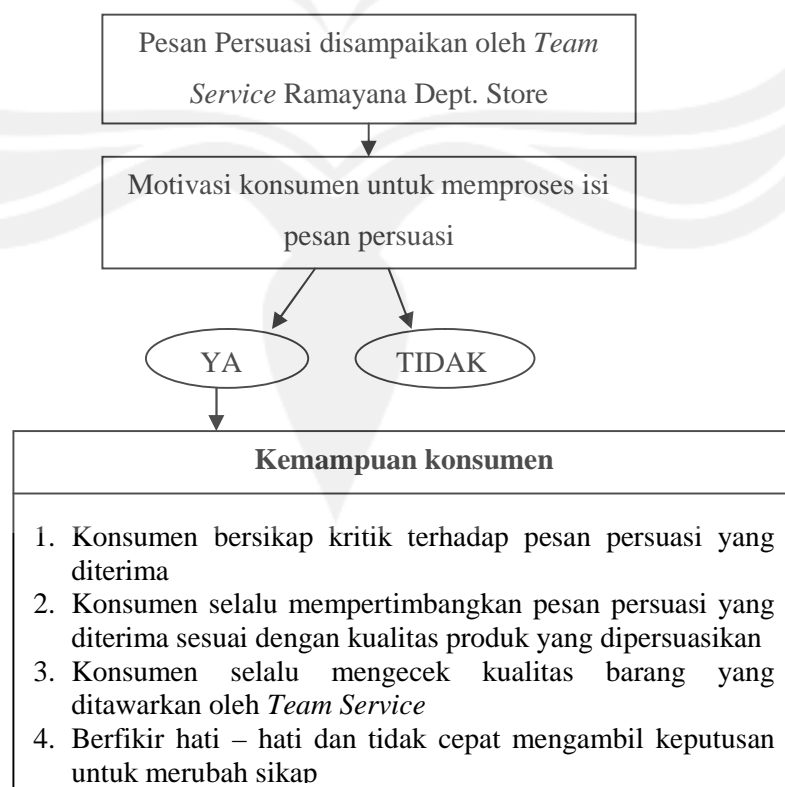 Pesan Persuasi disampaikan oleh Team
Service Ramayana Dept. Store
Motivasi konsumen untuk memproses isi
pesan persuasi
YA
TIDAK
Kemampuan konsumen
1. Konsumen bersikap kritik terhadap pesan persuasi yang
diterima
2. Konsumen selalu mempertimbangkan pesan persuasi yang
diterima sesuai dengan kualitas produk yang dipersuasikan
3. Konsumen selalu mengecek kualitas barang yang
ditawarkan oleh Team Service
4. Berfikir hati – hati dan tidak cepat mengambil keputusan
untuk merubah sikap